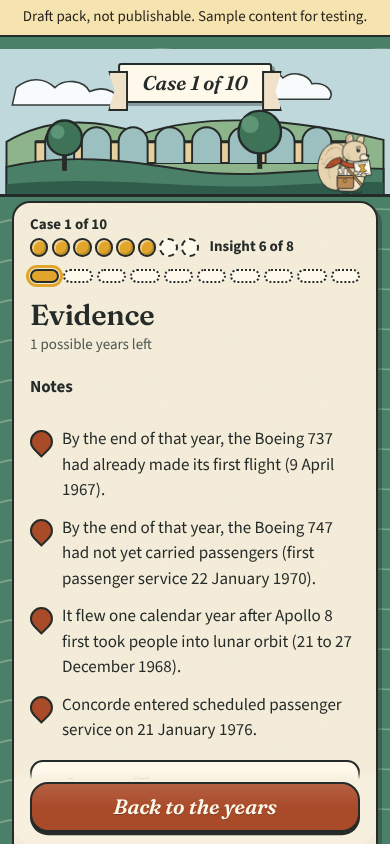 Draft pack, not publishable. Sample content for testing.
Case 1 of 10
Case 1 of 10
Insight 6 of 8
Evidence
1 possible years left
Notes
By the end of that year, the Boeing 737
had already made its first flight (9 April
1967).
By the end of that year, the Boeing 747
had not yet carried passengers (first
passenger service 22 January 1970).
It flew one calendar year after Apollo 8
first took people into lunar orbit (21 to 27
December 1968).
Concorde entered scheduled passenger
service on 21 January 1976.
Back to the years